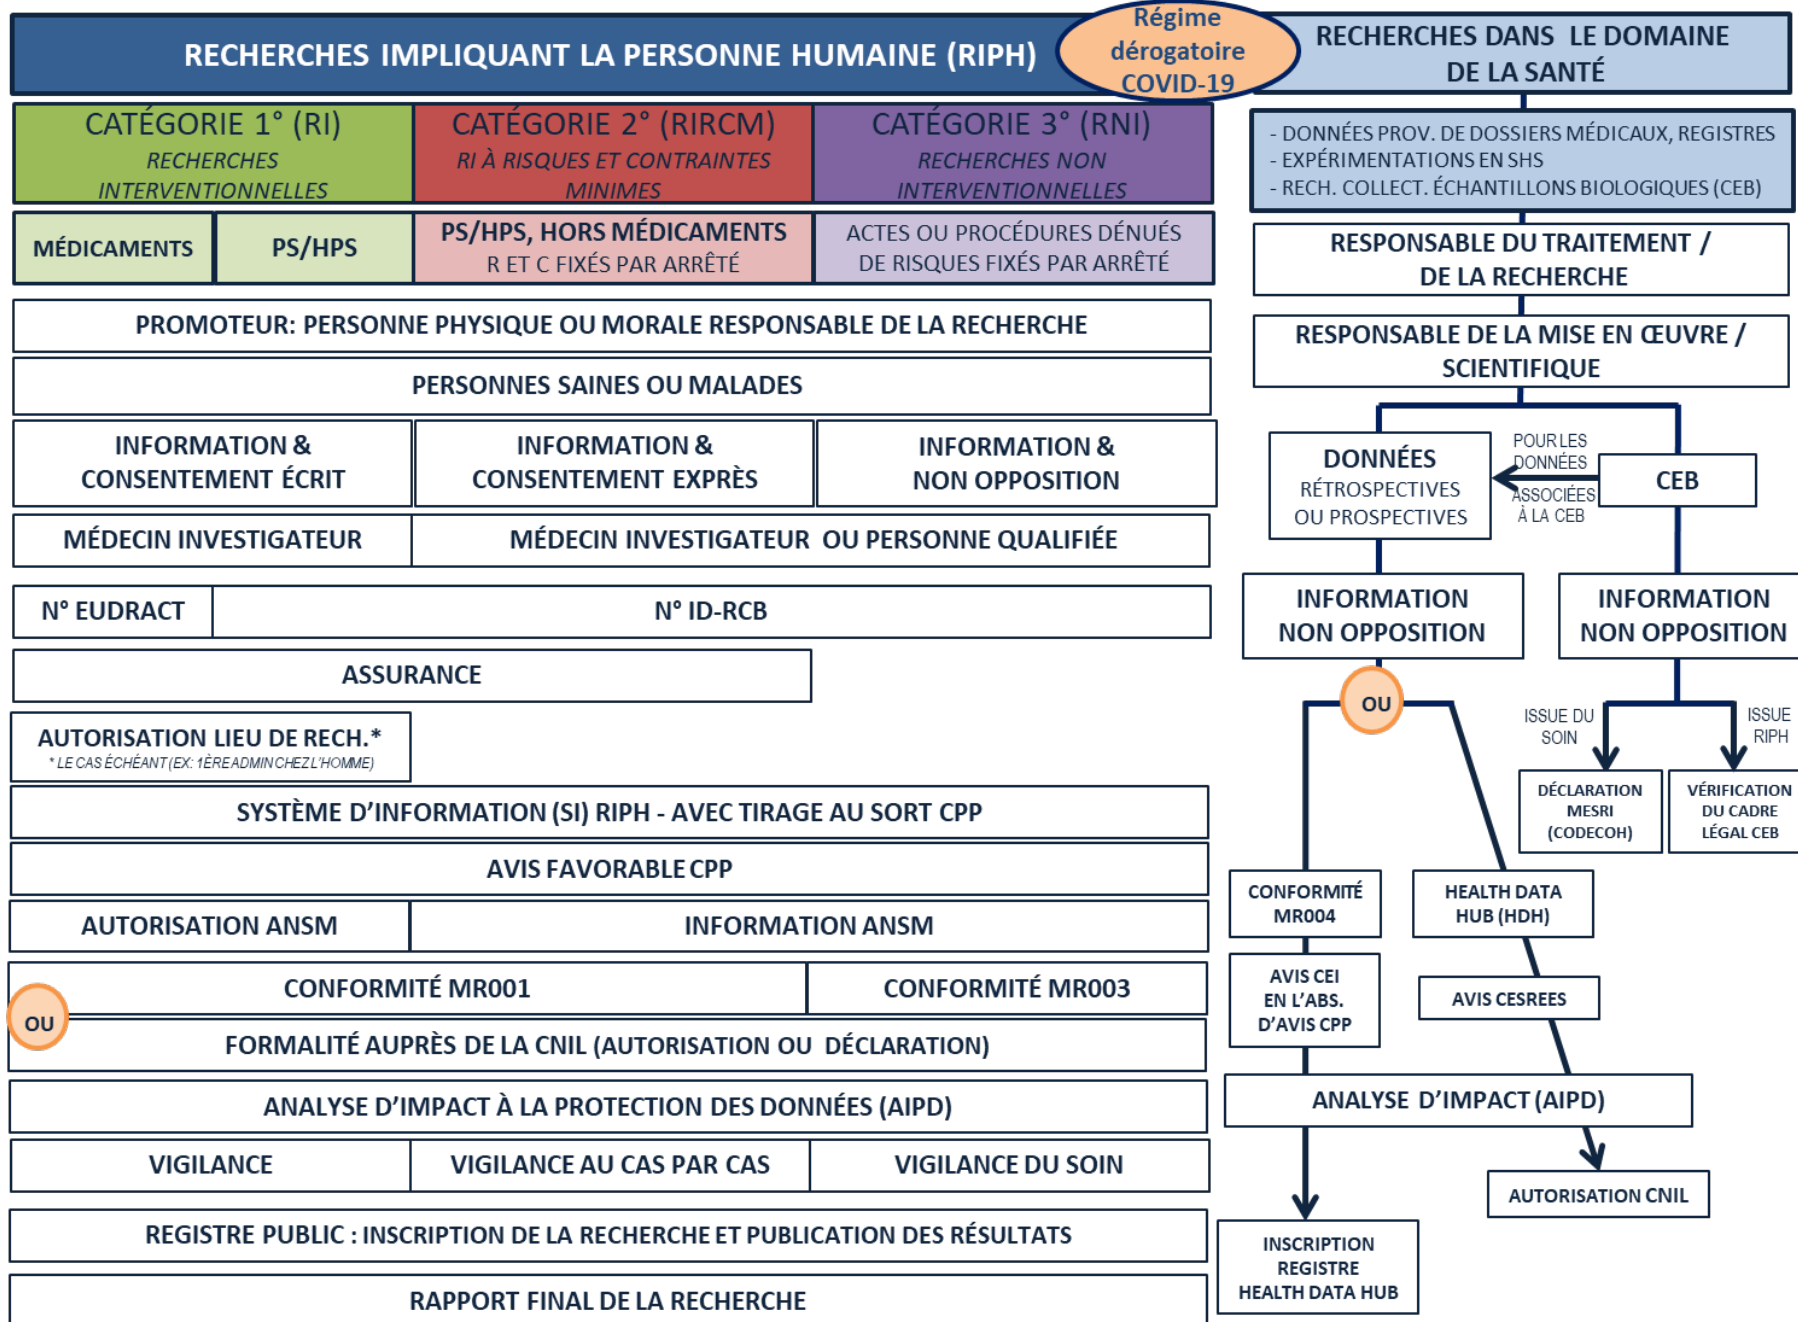 RECHERCHES IMPLIQUANT LA PERSONNE HUMAINE (RIPH)
Régime
dérogatoire
COVID-19
RECHERCHES DANS LE DOMAINE
DE LA SANTÉ
CATÉGORIE 1° (RI)
RECHERCHES
INTERVENTIONNELLES
CATÉGORIE 2° (RIRCM)
RI À RISQUES ET CONTRAINTES
MINIMES
CATÉGORIE 3° (RNI)
RECHERCHES NON
INTERVENTIONNELLES
MÉDICAMENTS
PS/HPS
PS/HPS, HORS MÉDICAMENTS
R ET C FIXÉS PAR ARRÊTÉ
ACTES OU PROCÉDURES DÉNUÉS
DE RISQUES FIXÉS PAR ARRÊTÉ
PROMOTEUR: PERSONNE PHYSIQUE OU MORALE RESPONSABLE DE LA RECHERCHE
PERSONNES SAINES OU MALADES
INFORMATION &
CONSENTEMENT ÉCRIT
INFORMATION &
CONSENTEMENT EXPRÈS
INFORMATION &
NON OPPOSITION
MÉDECIN INVESTIGATEUR
MÉDECIN INVESTIGATEUR OU PERSONNE QUALIFIÉE
N° EUDRACT
N° ID-RCB
ASSURANCE
AUTORISATION LIEU DE RECH.*
* LE CAS ÉCHÉANT (EX: 1ÈRE ADMIN CHEZ L'HOMME)
SYSTÈME D'INFORMATION (SI) RIPH - AVEC TIRAGE AU SORT CPP
AVIS FAVORABLE CPP
AUTORISATION ANSM
INFORMATION ANSM
CONFORMITÉ MR001
CONFORMITÉ MR003
OU
FORMALITÉ AUPRÈS DE LA CNIL (AUTORISATION OU DÉCLARATION)
ANALYSE D'IMPACT À LA PROTECTION DES DONNÉES (AIPD)
VIGILANCE
VIGILANCE AU CAS PAR CAS
VIGILANCE DU SOIN
REGISTRE PUBLIC : INSCRIPTION DE LA RECHERCHE ET PUBLICATION DES RÉSULTATS
RAPPORT FINAL DE LA RECHERCHE
- DONNÉES PROV. DE DOSSIERS MÉDICAUX, REGISTRES
- EXPÉRIMENTATIONS EN SHS
- RECH. COLLECT. ÉCHANTILLONS BIOLOGIQUES (CEB)
RESPONSABLE DU TRAITEMENT /
DE LA RECHERCHE
RESPONSABLE DE LA MISE EN ŒUVRE /
SCIENTIFIQUE
DONNÉES
RÉTROSPECTIVES
OU PROSPECTIVES
POUR LES
DONNÉES
ASSOCIÉES
À LA CEB
CEB
INFORMATION
NON OPPOSITION
INFORMATION
NON OPPOSITION
OU
ISSUE DU
SOIN
ISSUE
RIPH
DÉCLARATION
MESRI
(CODECOH)
VÉRIFICATION
DU CADRE
LÉGAL CEB
CONFORMITÉ
MR004
HEALTH DATA
HUB (HDH)
AVIS CEI
EN L'ABS.
D'AVIS CPP
AVIS CESREES
ANALYSE D'IMPACT (AIPD)
AUTORISATION CNIL
INSCRIPTION
REGISTRE
HEALTH DATA HUB